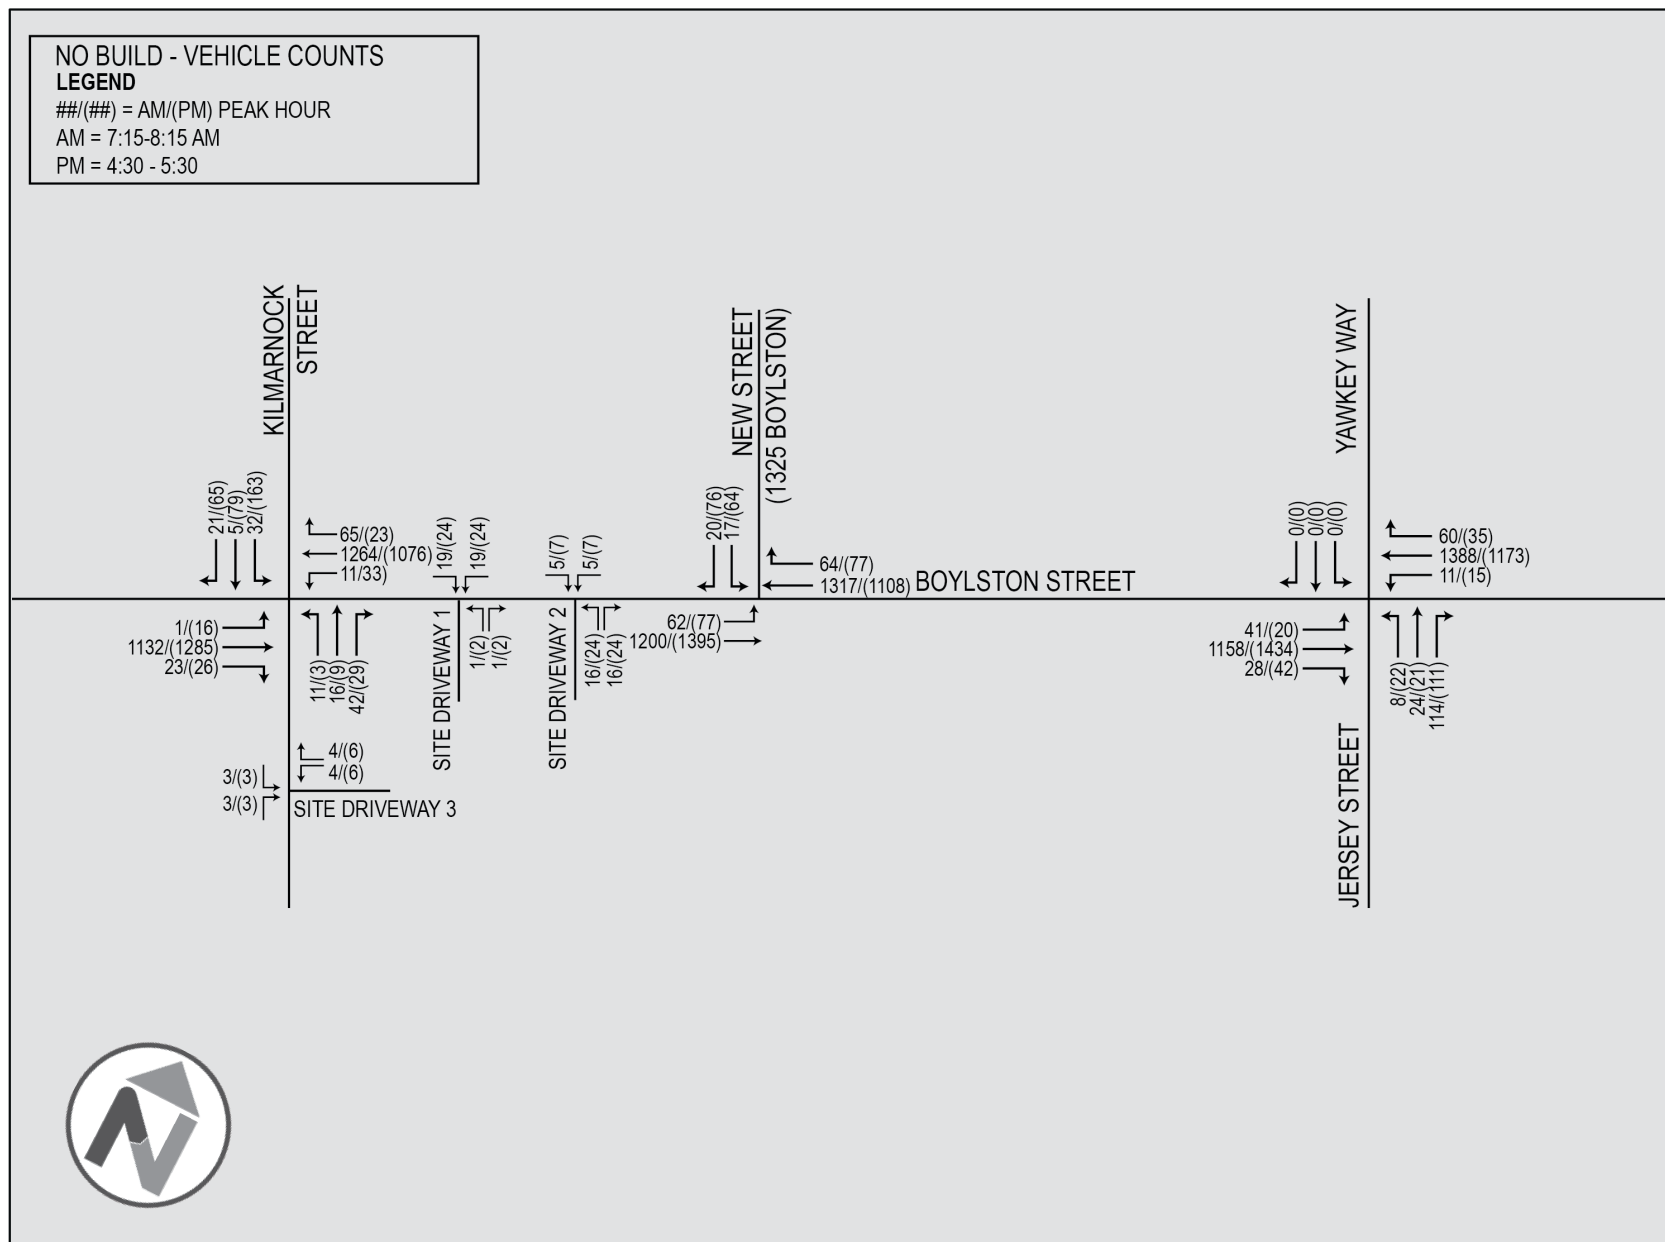 NO BUILD - VEHICLE COUNTS
LEGEND
##/(##) = AM/(PM) PEAK HOUR
AM = 7:15-8:15 AM
PM = 4:30 - 5:30
KILMARNOCK
STREET
NEW STREET
(1325 BOYLSTON)
YAWKEY WAY
21/(65)
5/(79)
32/(163)
65/(23)
1264/(1076)
11/33)
19/(24)
19/(24)
5/(7)
5/(7)
20/(76)
17/(64)
64/(77)
1317/(1108)
BOYLSTON STREET
0/(0)
0/(0)
0/(0)
60/(35)
1388/(1173)
11/(15)
1/(16)
1132/(1285)
23/(26)
11/(3)
16/(9)
42/(29)
SITE DRIVEWAY 1
1/(2)
1/(2)
SITE DRIVEWAY 2
16/(24)
16/(24)
62/(77)
1200/(1395)
41/(20)
1158/(1434)
28/(42)
8/(22)
24/(21)
114/(111)
4/(6)
4/(6)
3/(3)
3/(3)
SITE DRIVEWAY 3
JERSEY STREET
N